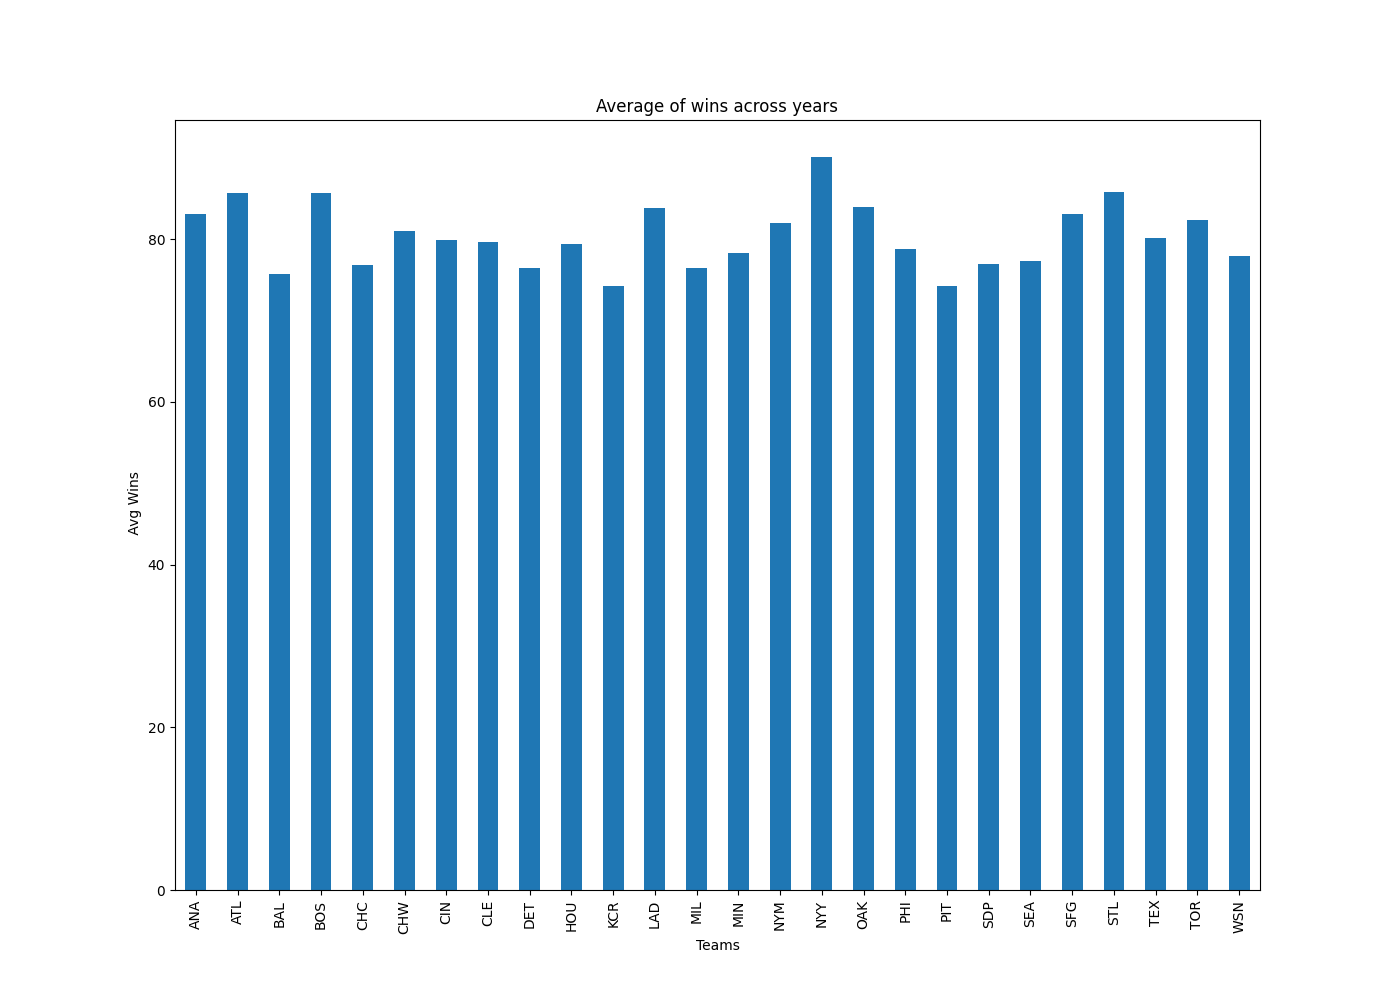 Average of wins across years
Avg Wins
80
60
40
20
0
ANA ATL BAL BOS CHC CHW CIN CLE DET HOU KCR LAD MIL MIN NYM NYY OAK PHI PIT SDP SEA SFG STL TEX TOR WSN
Teams